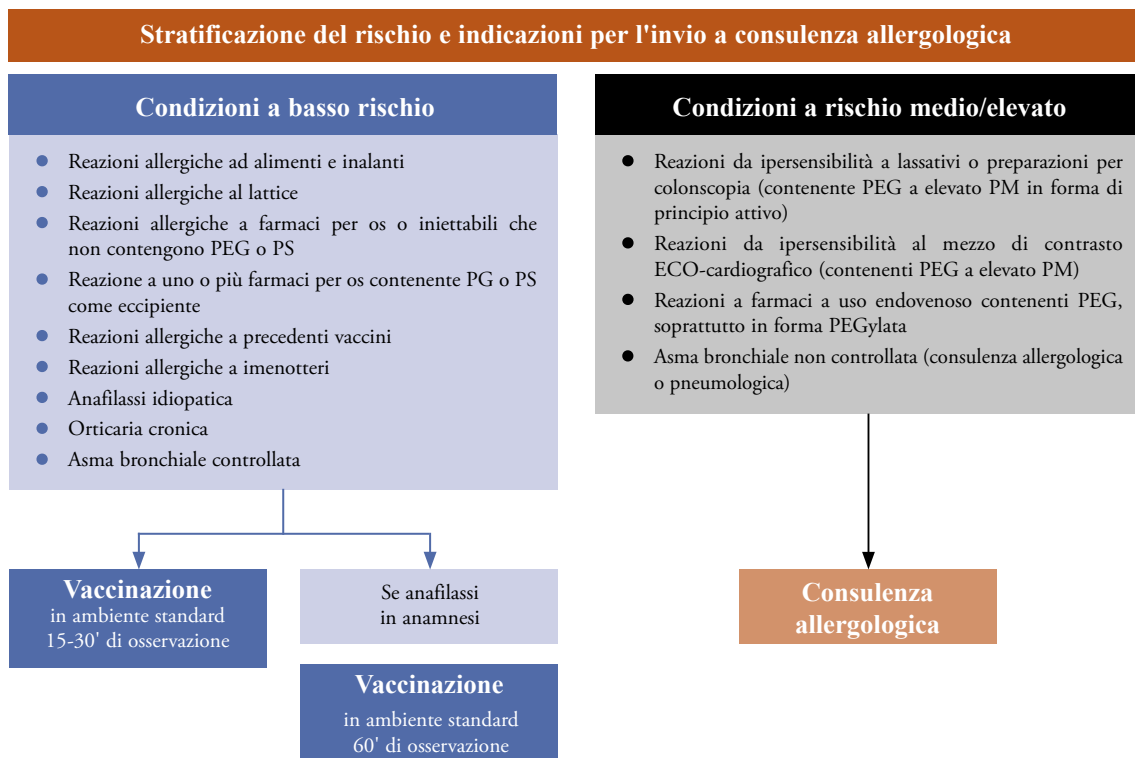 Stratificazione del rischio e indicazioni per l'invio a consulenza allergologica
Condizioni a basso rischio
● Reazioni allergiche ad alimenti e inalanti
● Reazioni allergiche al lattice
● Reazioni allergiche a farmaci per os o iniettabili che
non contengono PEG o PS
● Reazione a uno o più farmaci per os contenente PG o PS
come eccipiente
● Reazioni allergiche a precedenti vaccini
● Reazioni allergiche a imenotteri
● Anafilassi idiopatica
● Orticaria cronica
● Asma bronchiale controllata
Vaccinazione
in ambiente standard
15-30' di osservazione
Se anafilassi
in anamnesi
Vaccinazione
in ambiente standard
60' di osservazione
Condizioni a rischio medio/elevato
● Reazioni da ipersensibilità a lassativi o preparazioni per
colonscopia (contenente PEG a elevato PM in forma di
principio attivo)
● Reazioni da ipersensibilità al mezzo di contrasto
ECO-cardiografico (contenenti PEG a elevato PM)
● Reazioni a farmaci a uso endovenoso contenenti PEG,
soprattutto in forma PEGylata
● Asma bronchiale non controllata (consulenza allergologica
o pneumologica)
Consulenza
allergologica